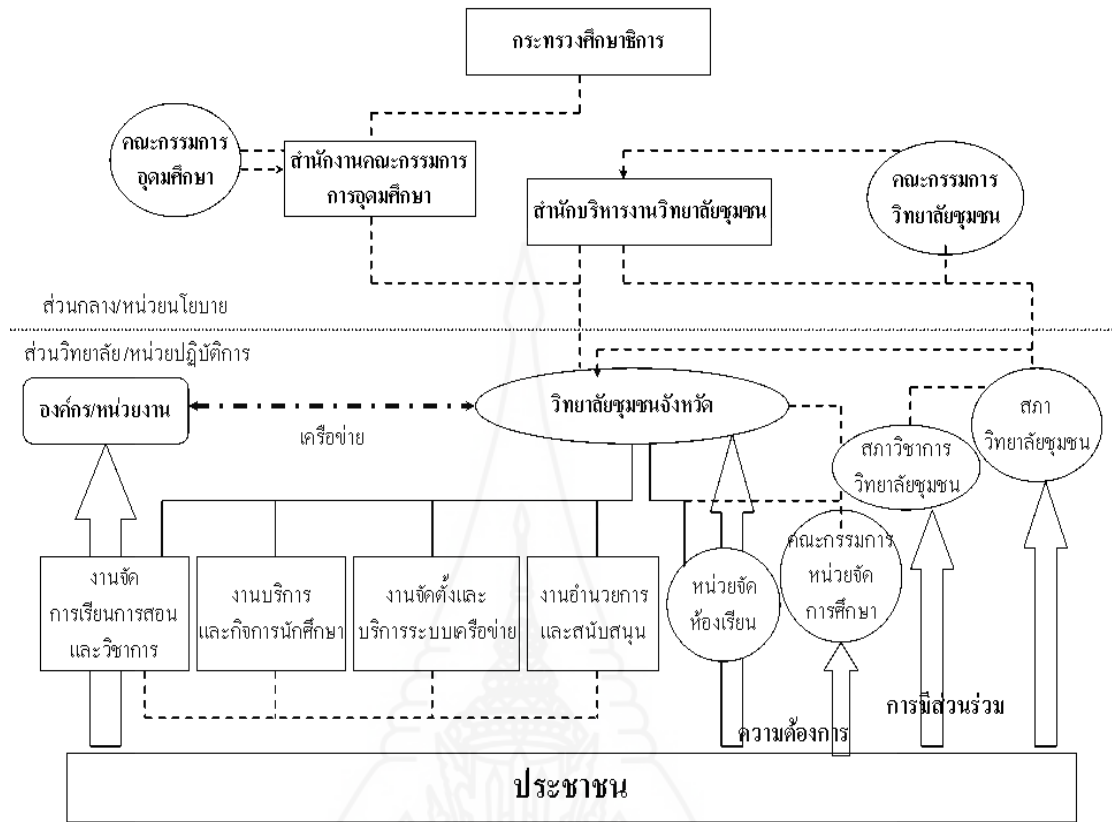 กระทรวงศึกษาธิการ
คณะกรรมการ
อุดมศึกษา
สำนักงานคณะกรรมการ
การอุดมศึกษา
สำนักบริหารงานวิทยาลัยชุมชน
คณะกรรมการ
วิทยาลัยชุมชน
ส่วนกลาง/หน่วยนโยบาย
ส่วนวิทยาลัย/หน่วยปฏิบัติการ
องค์กร/หน่วยงาน
เครือข่าย
วิทยาลัยชุมชนจังหวัด
สภาวิชาการ
วิทยาลัยชุมชน
สภา
วิทยาลัยชุมชน
งานจัด
การเรียนการสอน
และวิชาการ
งานบริการ
และกิจการนักศึกษา
งานจัดตั้งและ
บริการระบบเครือข่าย
งานอำนวยการ
และสนับสนุน
หน่วยจัด
ห้องเรียน
คณะกรรมการ
หน่วยจัด
การศึกษา
ความต้องการ
การมีส่วนร่วม
ประชาชน